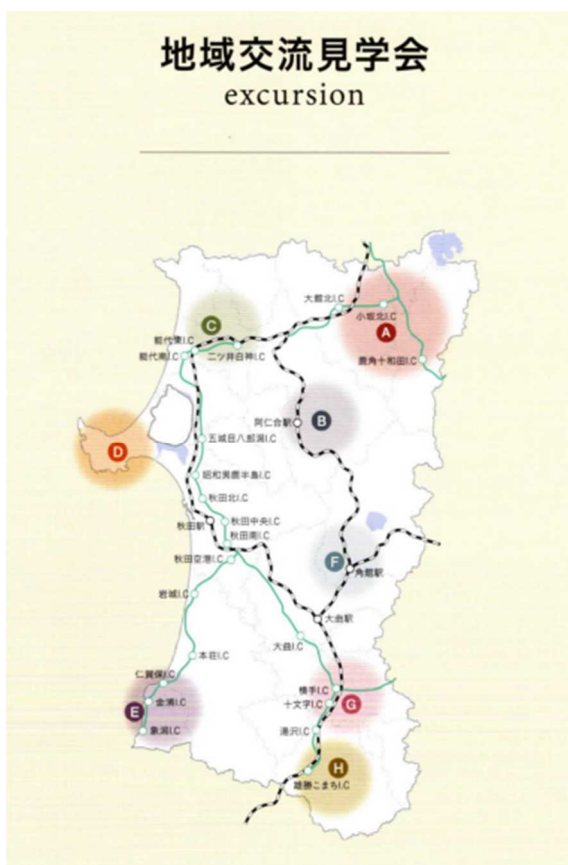 地域交流見学会
excursion
大館北I.C
小坂北I.C
A
C
能代東I.C
能代南I.C
二ツ井白神I.C
鹿角十和田I.C
阿仁合駅
B
D
五城目八郎潟I.C
昭和男鹿半島I.C
秋田北I.C
秋田駅
秋田中央I.C
秋田南I.C
秋田空港I.C
F
角館駅
岩城I.C
大曲駅
大曲I.C
本荘I.C
仁賀保I.C
金浦I.C
E
象潟I.C
横手I.C
十文字I.C
G
湯沢I.C
H
雄勝こまちI.C